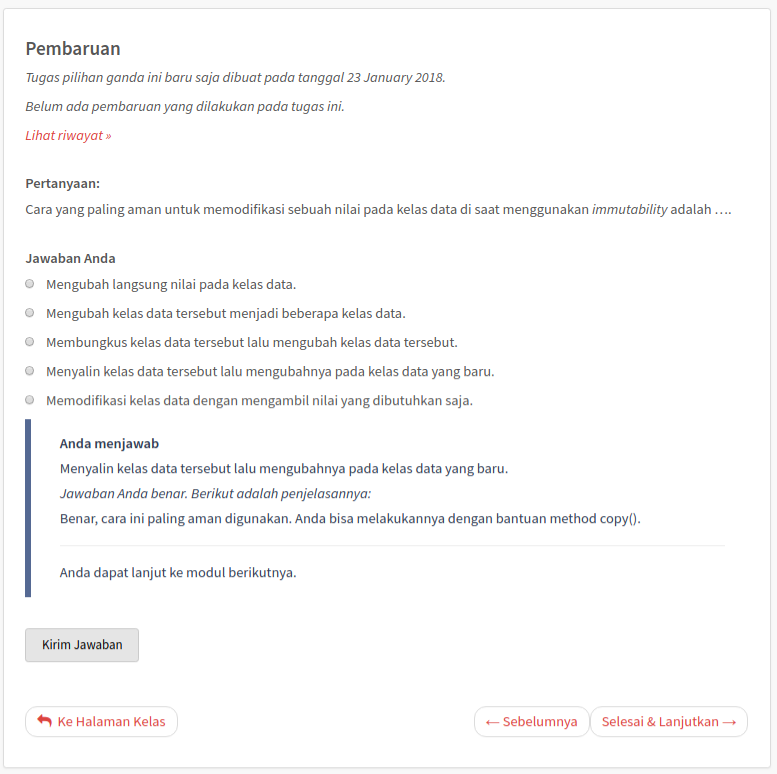 Pembaruan
Tugas pilihan ganda ini baru saja dibuat pada tanggal 23 January 2018.
Belum ada pembaruan yang dilakukan pada tugas ini.
Lihat riwayat »
Pertanyaan:
Cara yang paling aman untuk memodifikasi sebuah nilai pada kelas data di saat menggunakan immutability adalah ….
Jawaban Anda
Mengubah langsung nilai pada kelas data.
Mengubah kelas data tersebut menjadi beberapa kelas data.
Membungkus kelas data tersebut lalu mengubah kelas data tersebut.
Menyalin kelas data tersebut lalu mengubahnya pada kelas data yang baru.
Memodifikasi kelas data dengan mengambil nilai yang dibutuhkan saja.
Anda menjawab
Menyalin kelas data tersebut lalu mengubahnya pada kelas data yang baru.
Jawaban Anda benar. Berikut adalah penjelasannya:
Benar, cara ini paling aman digunakan. Anda bisa melakukannya dengan bantuan method copy().
Anda dapat lanjut ke modul berikutnya.
Kirim Jawaban
Ke Halaman Kelas
← Sebelumnya
Selesai & Lanjutkan →